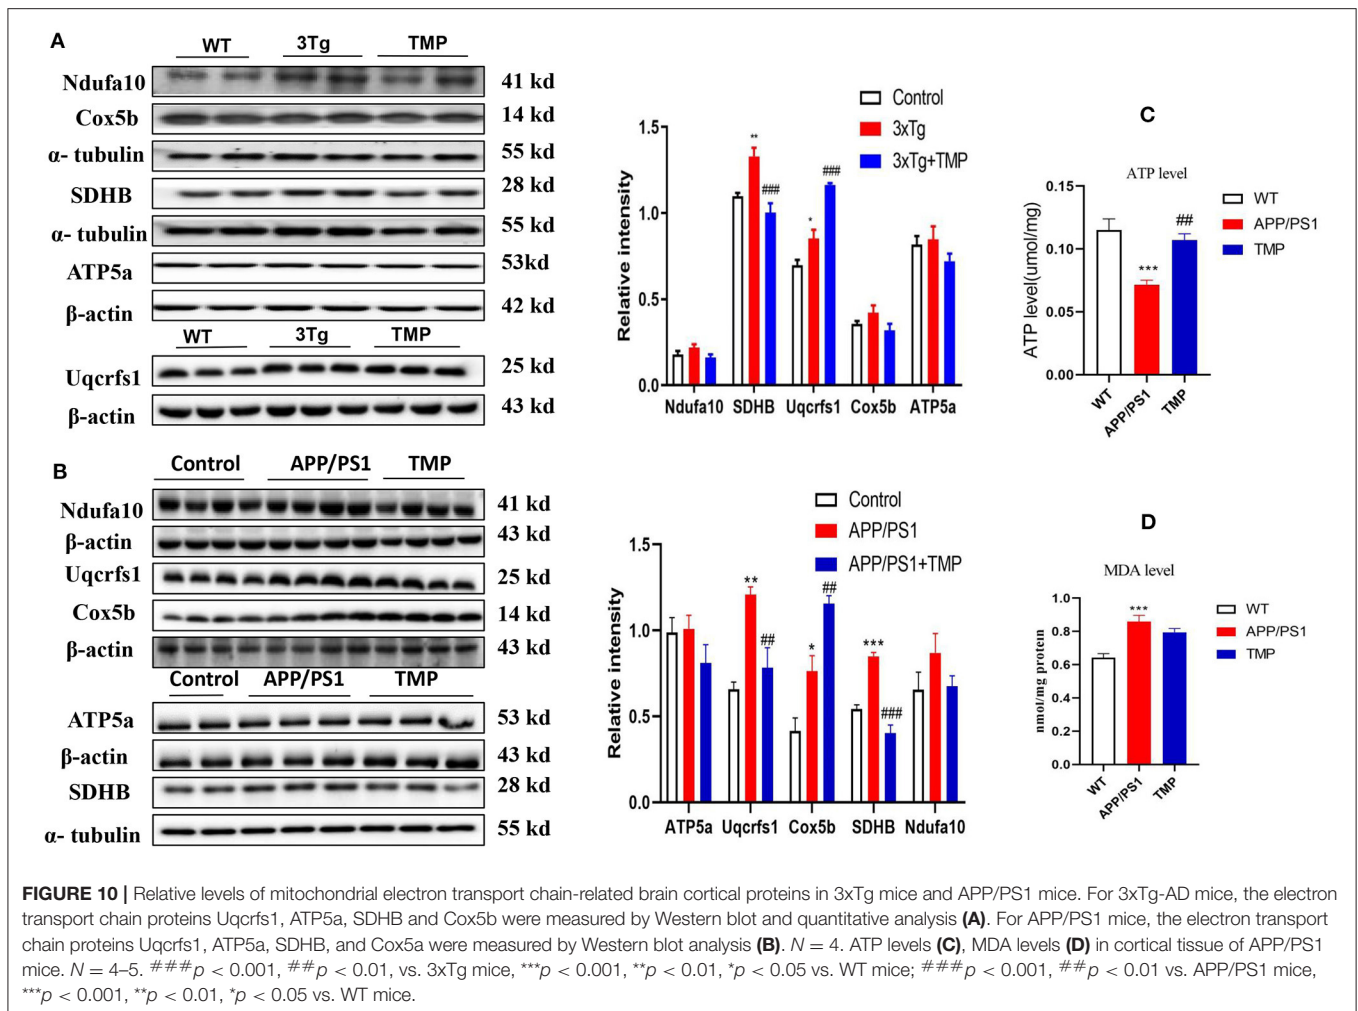 A
WT 3Tg TMP
Ndufa10 41 kd
Cox5b 14 kd
α- tubulin 55 kd
SDHB 28 kd
α- tubulin 55 kd
ATP5a 53kd
β-actin 42 kd
WT 3Tg TMP
Uqcrfs1 25 kd
β-actin 43 kd
Control
3xTg
3xTg+TMP
Relative intensity
1.5
1.0
0.5
0.0
** ### * ###
Ndufa10 SDHB Uqcrfs1 Cox5b ATP5a
C
ATP level
ATP level(umol/mg)
0.15
0.10
0.05
0.00
*** ##
WT APP/PS1 TMP
WT
APP/PS1
TMP
B
Control APP/PS1 TMP
Ndufa10 41 kd
β-actin 43 kd
Uqcrfs1 25 kd
Cox5b 14 kd
β-actin 43 kd
Control APP/PS1 TMP
ATP5a 53 kd
β-actin 43 kd
SDHB 28 kd
α- tubulin 55 kd
Control
APP/PS1
APP/PS1+TMP
Relative intensity
1.5
1.0
0.5
0.0
** ## * ## *** ###
ATP5a Uqcrfs1 Cox5b SDHB Ndufa10
D
MDA level
nmol/mg protein
1.0
0.8
0.6
0.4
0.2
0.0
***
WT APP/PS1 TMP
WT
APP/PS1
TMP
FIGURE 10 | Relative levels of mitochondrial electron transport chain-related brain cortical proteins in 3xTg mice and APP/PS1 mice. For 3xTg-AD mice, the electron
transport chain proteins Uqcrfs1, ATP5a, SDHB and Cox5b were measured by Western blot and quantitative analysis (A). For APP/PS1 mice, the electron transport
chain proteins Uqcrfs1, ATP5a, SDHB, and Cox5a were measured by Western blot analysis (B). N = 4. ATP levels (C), MDA levels (D) in cortical tissue of APP/PS1
mice. N = 4–5. ###p < 0.001, ##p < 0.01, vs. 3xTg mice, ***p < 0.001, **p < 0.01, *p < 0.05 vs. WT mice; ###p < 0.001, ##p < 0.01 vs. APP/PS1 mice,
***p < 0.001, **p < 0.01, *p < 0.05 vs. WT mice.